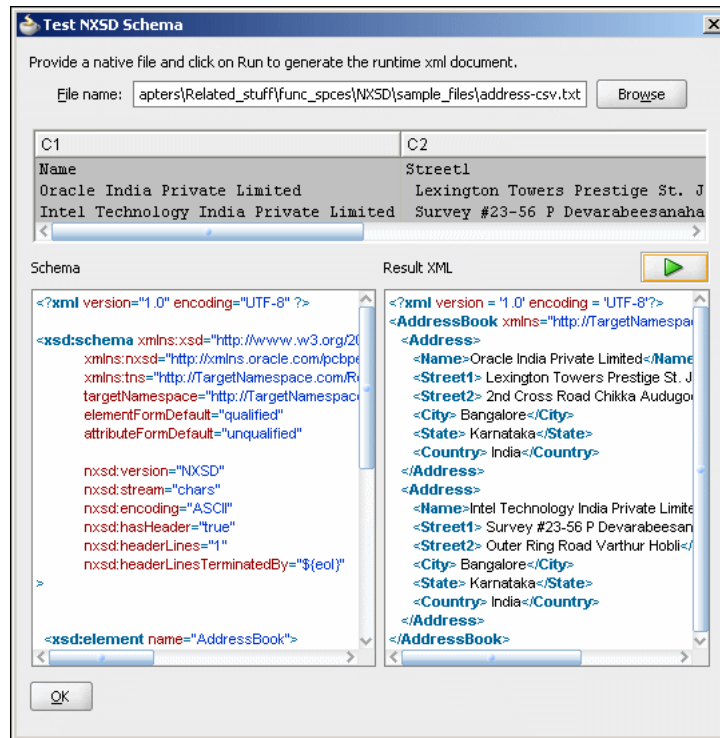 Test NXSD Schema
Provide a native file and click on Run to generate the runtime xml document.
File name: apters\Related_stuff\func_spces\NXSD\sample_files\address-csv.txt Browse
C1 C2
Name Street1
Oracle India Private Limited Lexington Towers Prestige St. J
Intel Technology India Private Limited Survey #23-56 P Devarabeesanaha
Schema
<?xml version="1.0" encoding="UTF-8" ?>
<xsd:schema xmlns:xsd="http://www.w3.org/20
xmlns:nxsd="http://xmlns.oracle.com/pcbpe
xmlns:tns="http://TargetNamespace.com/R
targetNamespace="http://TargetNamespac
elementFormDefault="qualified"
attributeFormDefault="unqualified"
nxsd:version="NXSD"
nxsd:stream="chars"
nxsd:encoding="ASCII"
nxsd:hasHeader="true"
nxsd:headerLines="1"
nxsd:headerLinesTerminatedBy="${eol}"
>
<xsd:element name="AddressBook">
Result XML
<?xml version = '1.0' encoding = 'UTF-8'?>
<AddressBook xmlns="http://TargetNamespa
<Address>
<Name>Oracle India Private Limited</Name
<Street1> Lexington Towers Prestige St. J
<Street2> 2nd Cross Road Chikka Audugo
<City> Bangalore</City>
<State> Karnataka</State>
<Country> India</Country>
</Address>
<Address>
<Name>Intel Technology India Private Limite
<Street1> Survey #23-56 P Devarabeesan
<Street2> Outer Ring Road Varthur Hobli</
<City> Bangalore</City>
<State> Karnataka</State>
<Country> India</Country>
</Address>
</AddressBook>
OK